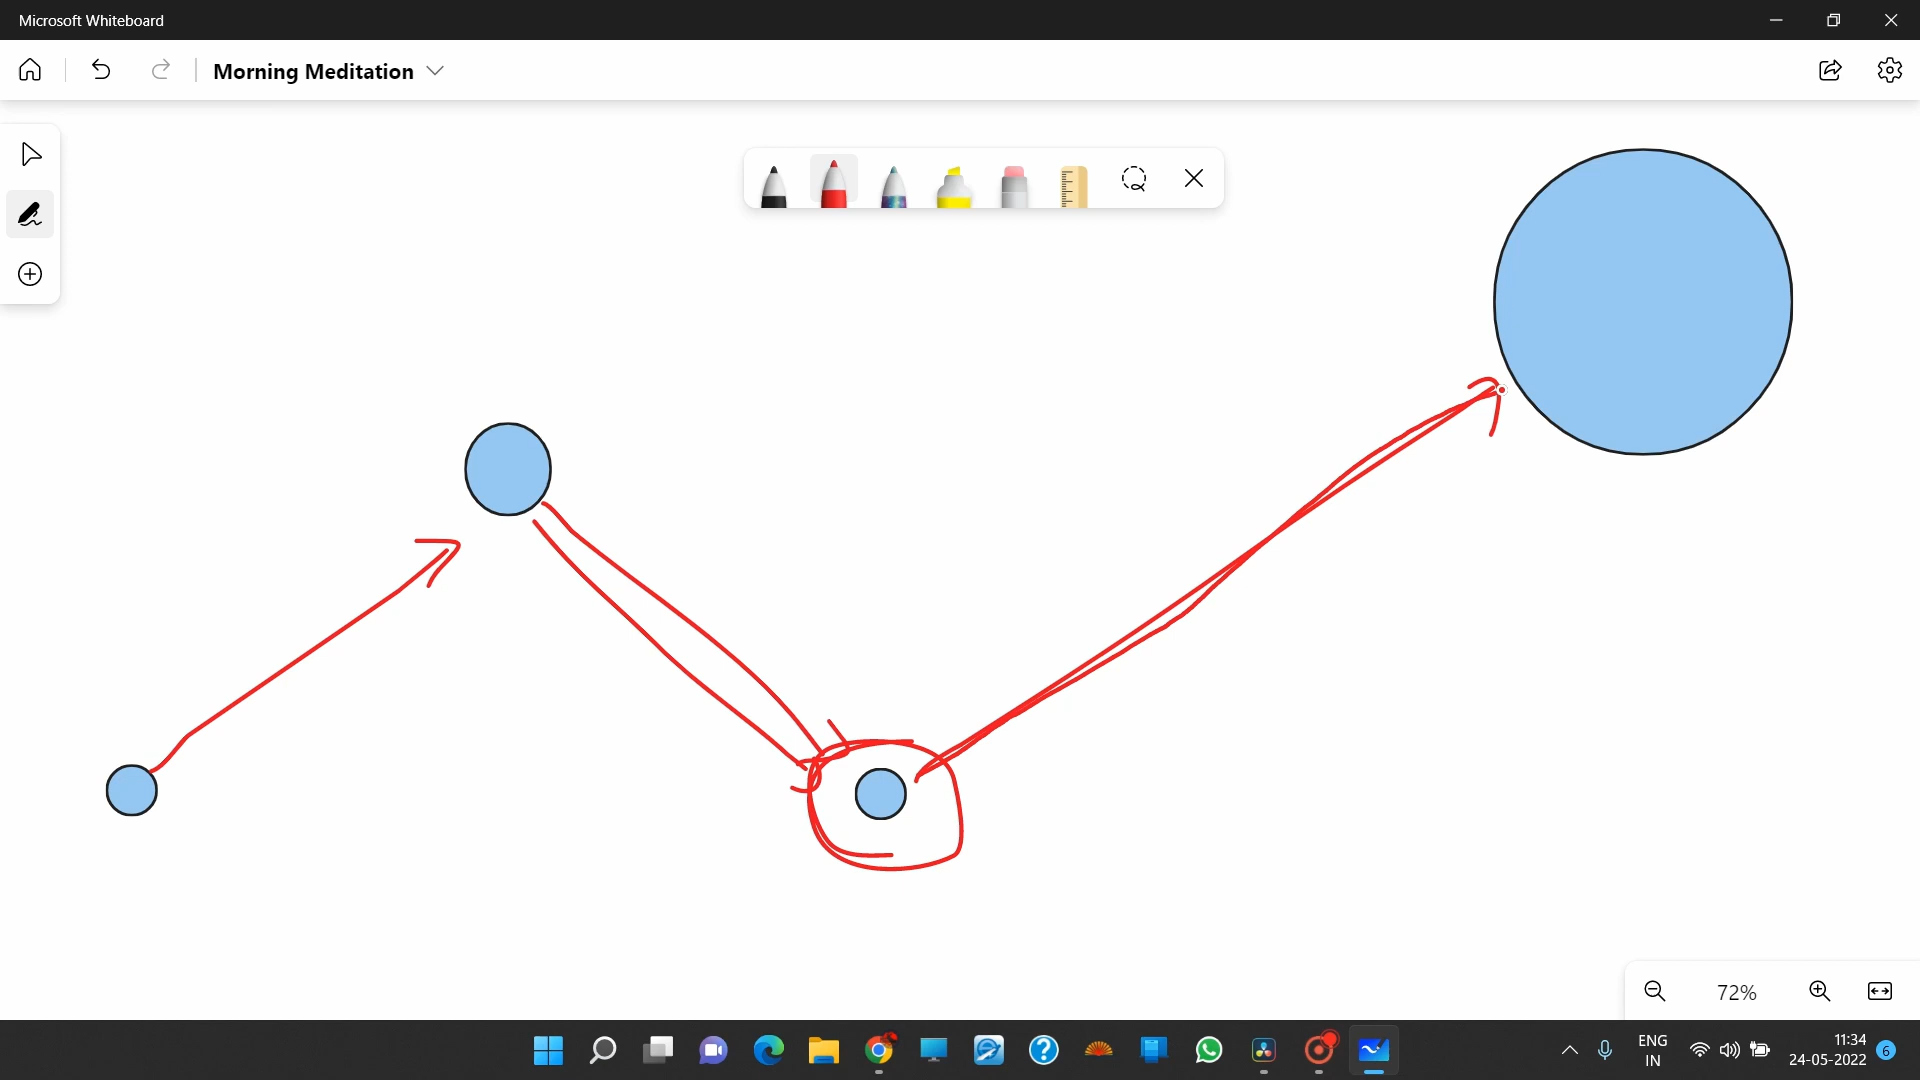 Microsoft Whiteboard
Morning Meditation
72%
ENG
IN
11:34
24-05-2022
6